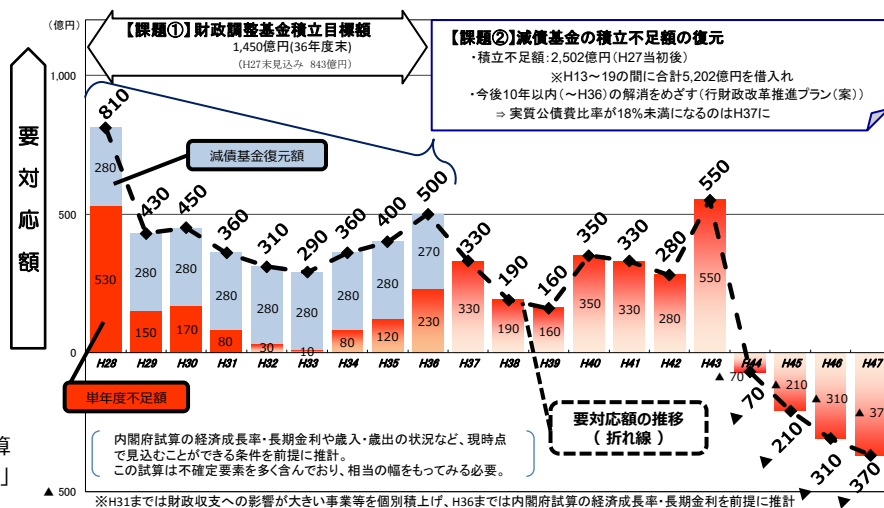 (億円)
【課題①】財政調整基金積立目標額
1,450億円(36年度末)
(H27末見込み 843億円)
【課題②】減債基金の積立不足額の復元
・積立不足額:2,502億円(H27当初後)
※H13～19の間に合計5,202億円を借入れ
・今後10年以内(～H36)の解消をめざす(行財政改革推進プラン(案))
⇒ 実質公債費比率が18%未満になるのはH37に
要対応額
1,000
500
0
▲ 500
減債基金復元額
単年度不足額
810 430 450 360 310 290 360 400 500 330 190 160 350 330 280 550 ▲70 ▲210 ▲310 ▲370
280 280 280 280 280 280 280 280 270
530 150 170 80 30 10 80 120 230 330 190 160 350 330 280 550 ▲ 70 ▲ 210 ▲ 310 ▲ 37
H28 H29 H30 H31 H32 H33 H34 H35 H36 H37 H38 H39 H40 H41 H42 H43 H44 H45 H46 H47
要対応額の推移
( 折れ線 )
内閣府試算の経済成長率・長期金利や歳入・歳出の状況など、現時点
で見込むことができる条件を前提に推計。
この試算は不確定要素を多く含んでおり、相当の幅をもってみる必要。
算
」
※H31までは財政収支への影響が大きい事業等を個別積上げ、H36までは内閣府試算の経済成長率・長期金利を前提に推計